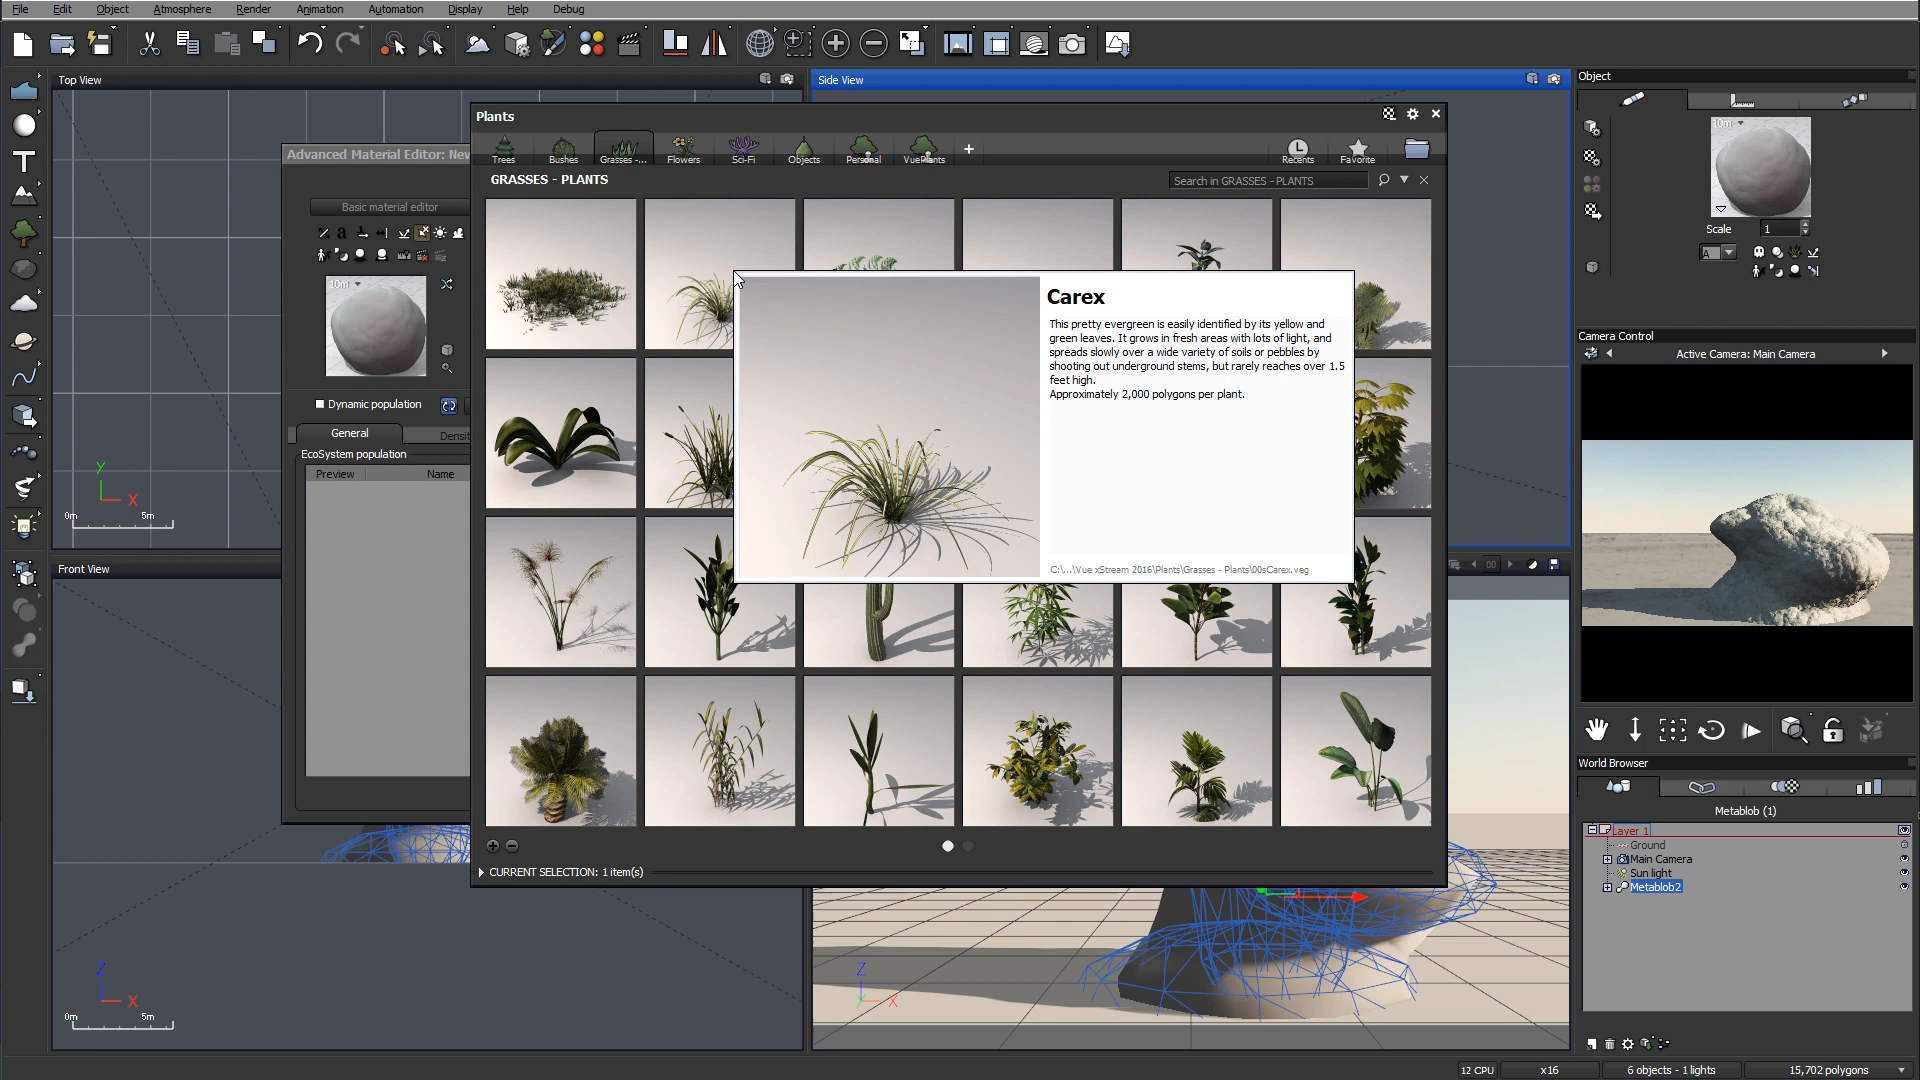 File Edit Object Atmosphere Render Animation Automation Display Help Debug
Top View
Side View
Object
Plants
Advanced Material Editor: New
Trees Bushes Grasses -... Flowers Sci-Fi Objects Personal VuePlants + Recents Favorite
GRASSES - PLANTS
Search in GRASSES - PLANTS
Basic material editor
10m
Scale 1
A
10m
Dynamic population
General
Densit
EcoSystem population
Preview Name
Carex
This pretty evergreen is easily identified by its yellow and
green leaves. It grows in fresh areas with lots of light, and
spreads slowly over a wide variety of soils or pebbles by
shooting out underground stems, but rarely reaches over 1.5
feet high.
Approximately 2,000 polygons per plant.
C:\...\Vue xStream 2016\Plants\Grasses - Plants\00sCarex.veg
Camera Control
Active Camera: Main Camera
Y
X
0m 5m
Front View
00
World Browser
Metablob (1)
Layer 1
Ground
Main Camera
Sun light
Metablob2
CURRENT SELECTION: 1 item(s)
Z
X
0m 5m
Z
X
12 CPU x16 6 objects - 1 lights 15,702 polygons